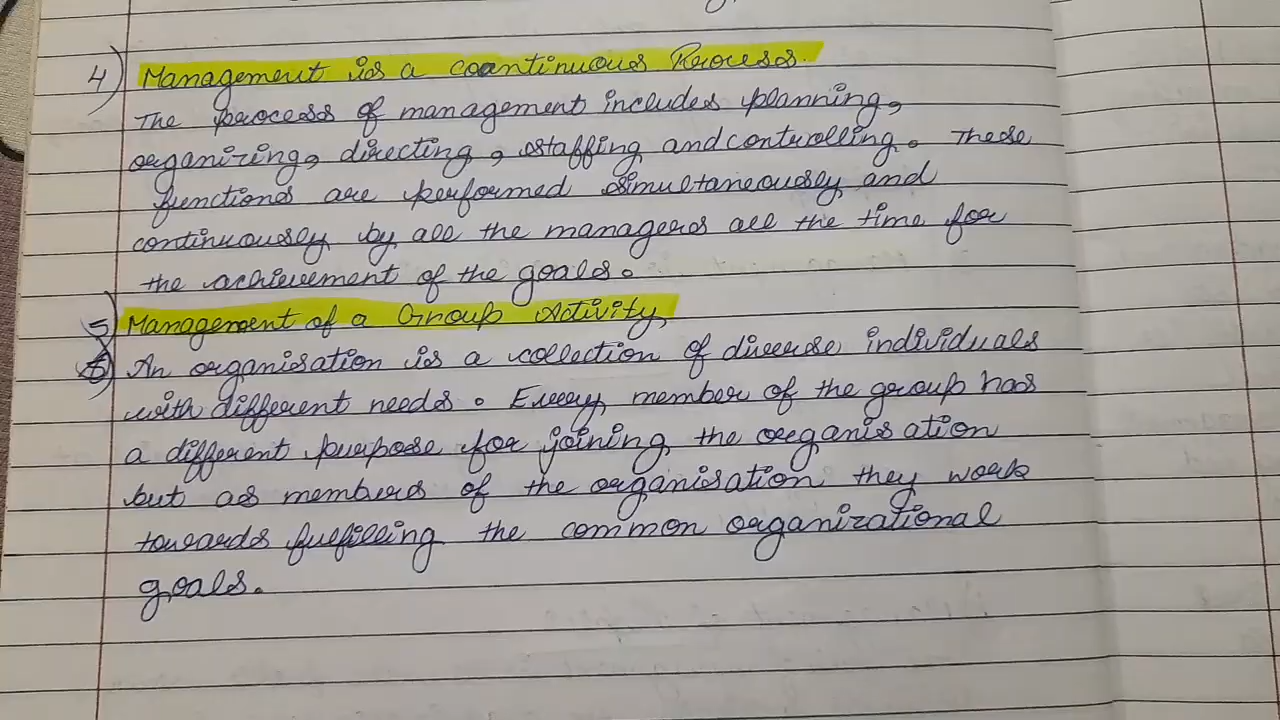 4) Management is a coontinuous Process.
The process of management includes planning,
organizing, directing, staffing and controlling. These
functions are performed simultaneously and
continuously by all the managers all the time for
the achievement of the goals.
5) Management of a Group Activity
An organisation is a collection of diverse individuals
with different needs. Every member of the group has
a different purpose for joining the organisation
but as members of the organisation they work
towards fulfilling the common organizational
goals.